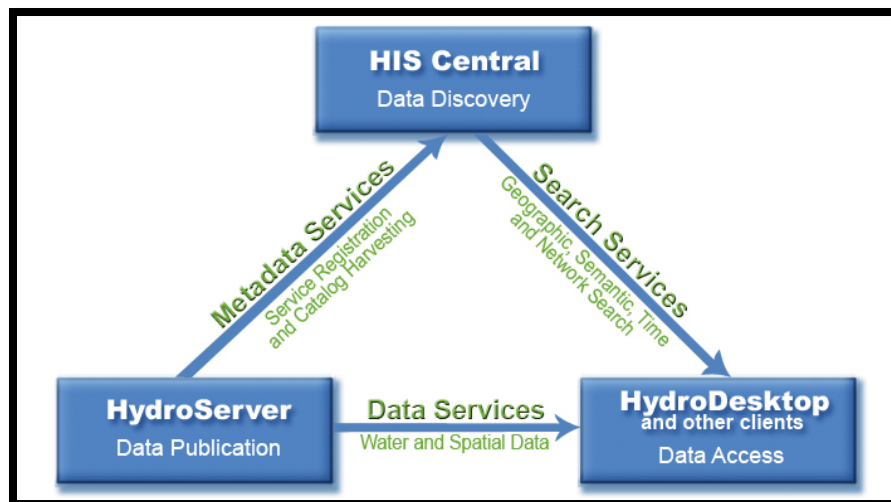 HIS Central
Data Discovery
Metadata Services
Service Registration
and Catalog Harvesting
Search Services
Geographic, Semantic, Time
and Network Search
HydroServer
Data Publication
Data Services
Water and Spatial Data
HydroDesktop
and other clients
Data Access